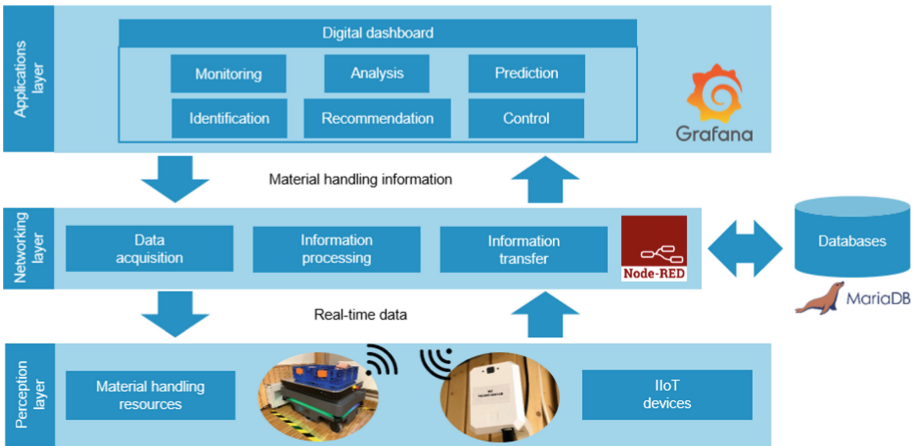 Applications
layer
Digital dashboard
Monitoring
Analysis
Prediction
Identification
Recommendation
Control
Grafana
Material handling information
Networking
layer
Data
acquisition
Information
processing
Information
transfer
Node-RED
Databases
MariaDB
Real-time data
Perception
layer
Material handling
resources
IIoT
devices